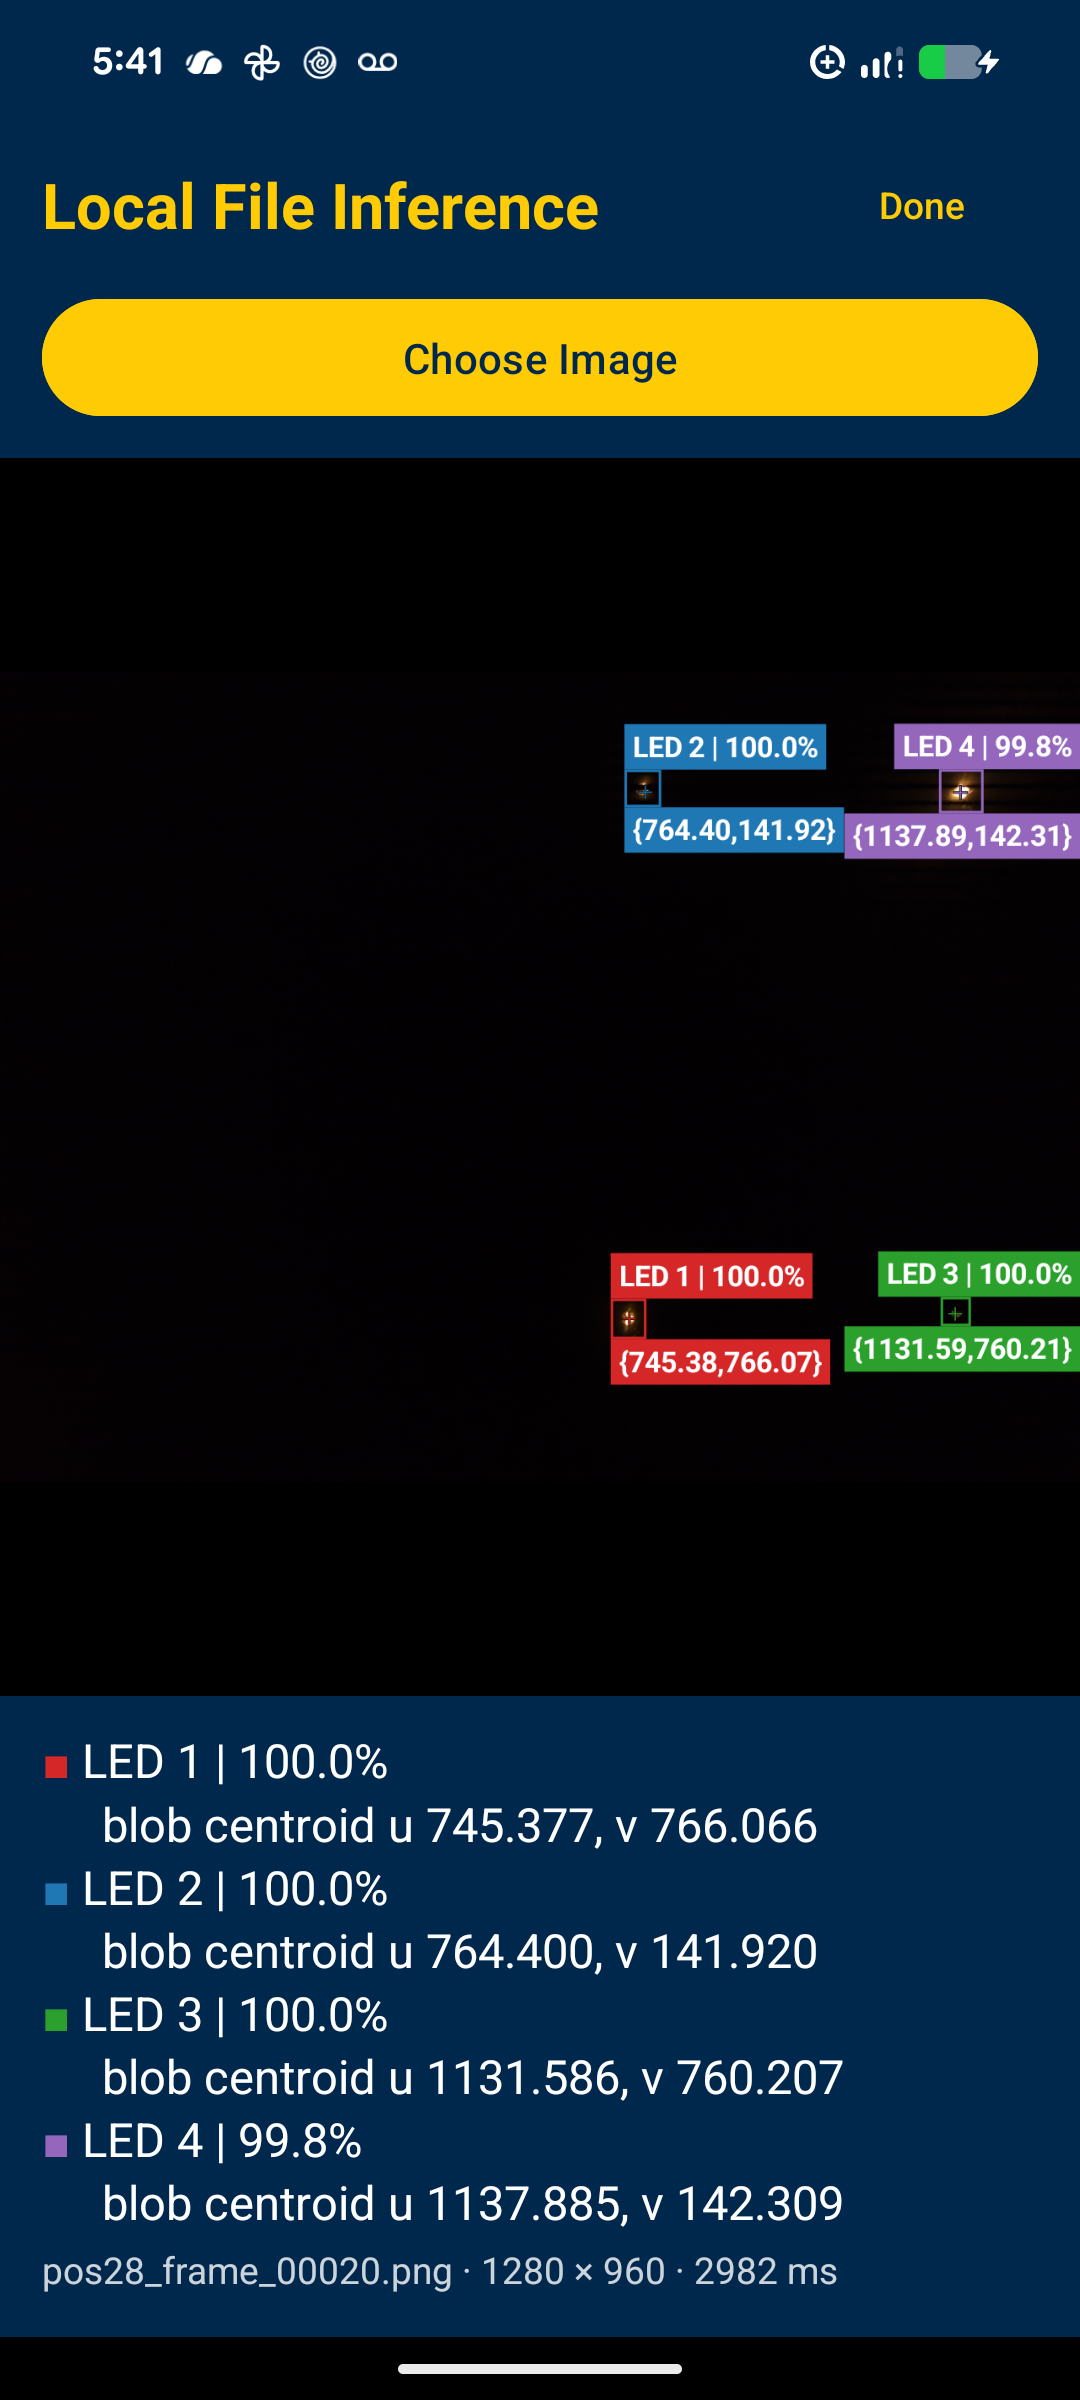 5:41
Local File Inference
Done
Choose Image
LED 2 | 100.0%
LED 4 | 99.8%
{764.40,141.92}
{1137.89,142.31}
LED 1 | 100.0%
LED 3 | 100.0%
{745.38,766.07}
{1131.59,760.21}
LED 1 | 100.0%
blob centroid u 745.377, v 766.066
LED 2 | 100.0%
blob centroid u 764.400, v 141.920
LED 3 | 100.0%
blob centroid u 1131.586, v 760.207
LED 4 | 99.8%
blob centroid u 1137.885, v 142.309
pos28_frame_00020.png · 1280 × 960 · 2982 ms